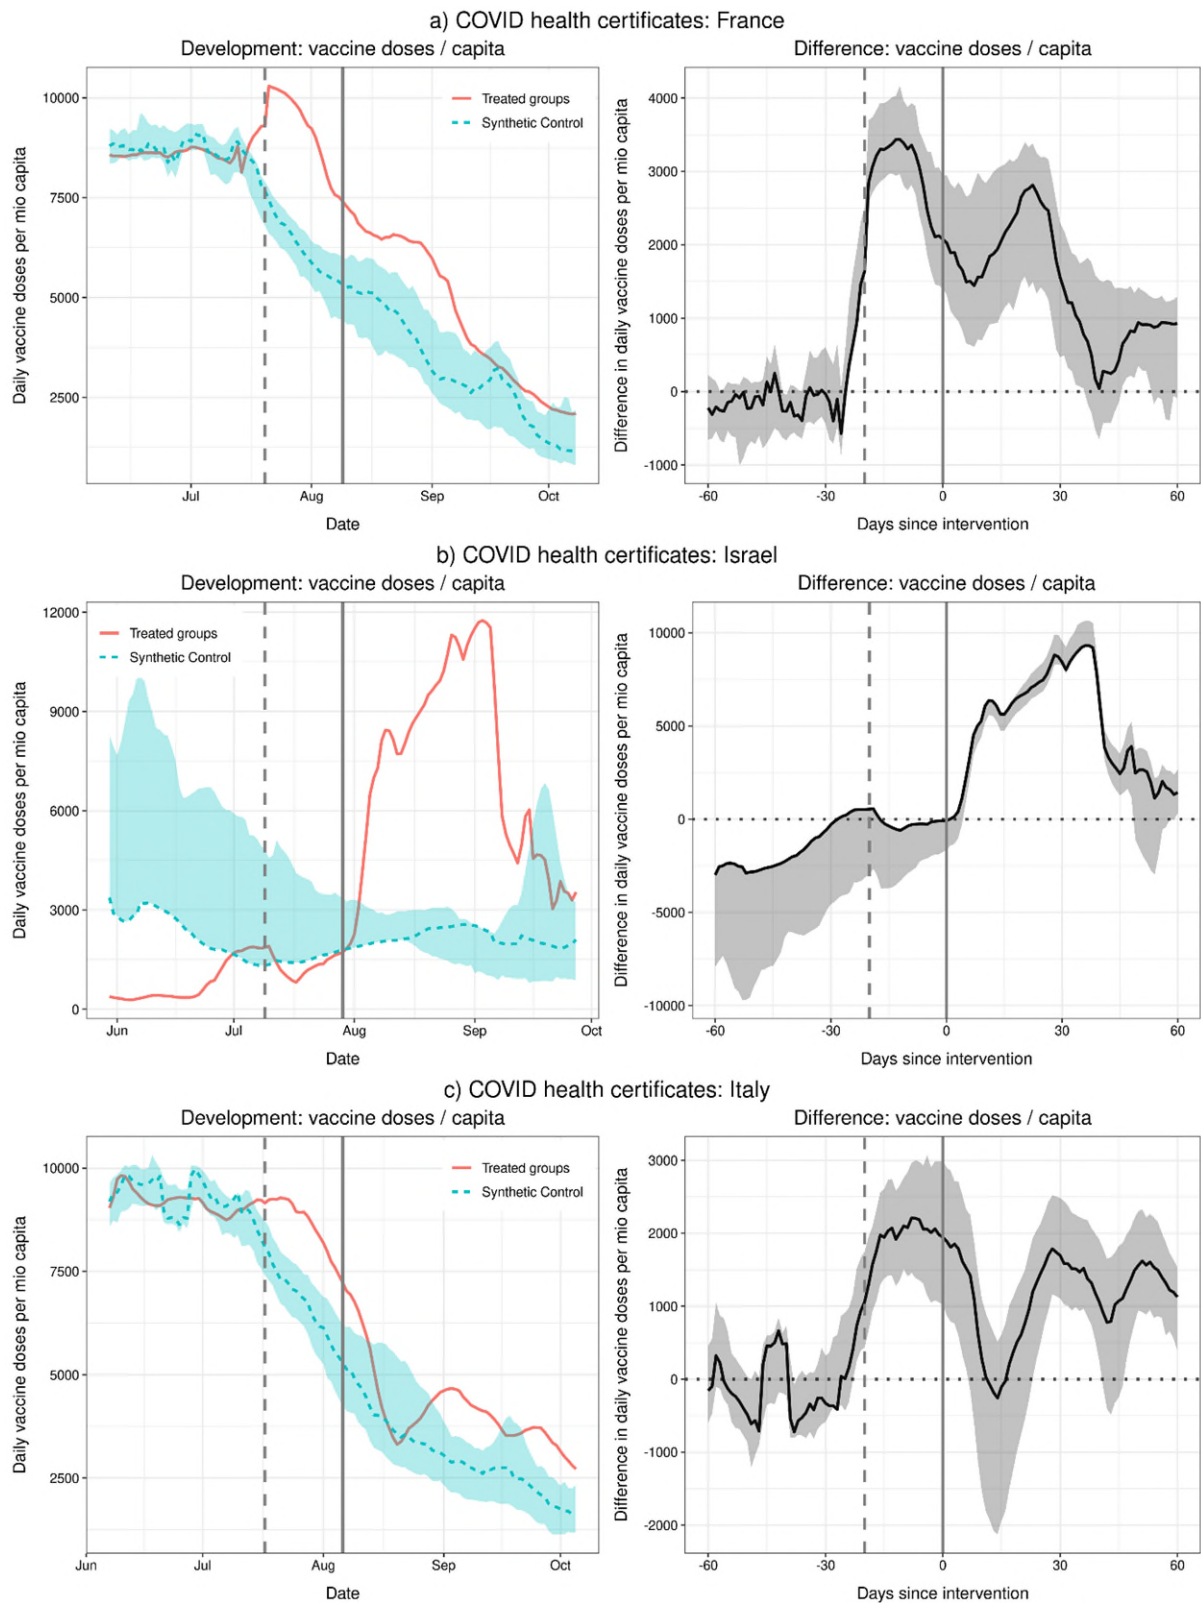 a) COVID health certificates: France
Development: vaccine doses / capita
Daily vaccine doses per mio capita
10000
7500
5000
2500
Treated groups
Synthetic Control
Jul Aug Sep Oct
Date
Difference: vaccine doses / capita
Difference in daily vaccine doses per mio capita
4000
3000
2000
1000
0
-1000
-60 -30 0 30 60
Days since intervention
b) COVID health certificates: Israel
Development: vaccine doses / capita
Daily vaccine doses per mio capita
12000
9000
6000
3000
0
Treated groups
Synthetic Control
Jun Jul Aug Sep Oct
Date
Difference: vaccine doses / capita
Difference in daily vaccine doses per mio capita
10000
5000
0
-5000
-10000
-60 -30 0 30 60
Days since intervention
c) COVID health certificates: Italy
Development: vaccine doses / capita
Daily vaccine doses per mio capita
10000
7500
5000
2500
Treated groups
Synthetic Control
Jun Jul Aug Sep Oct
Date
Difference: vaccine doses / capita
Difference in daily vaccine doses per mio capita
3000
2000
1000
0
-1000
-2000
-60 -30 0 30 60
Days since intervention